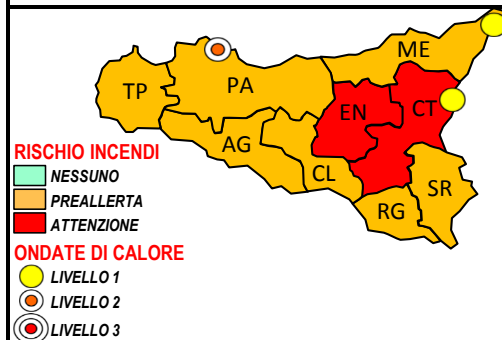 ME
TP
PA
EN
CT
AG
CL
SR
RG
RISCHIO INCENDI
NESSUNO
PREALLERTA
ATTENZIONE
ONDATE DI CALORE
LIVELLO 1
LIVELLO 2
LIVELLO 3